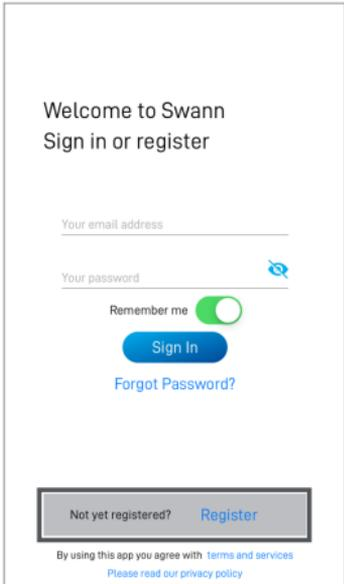 Welcome to Swann
Sign in or register
Your email address
Your password
Remember me
Sign In
Forgot Password?
Not yet registered? Register
By using this app you agree with terms and services
Please read our privacy policy